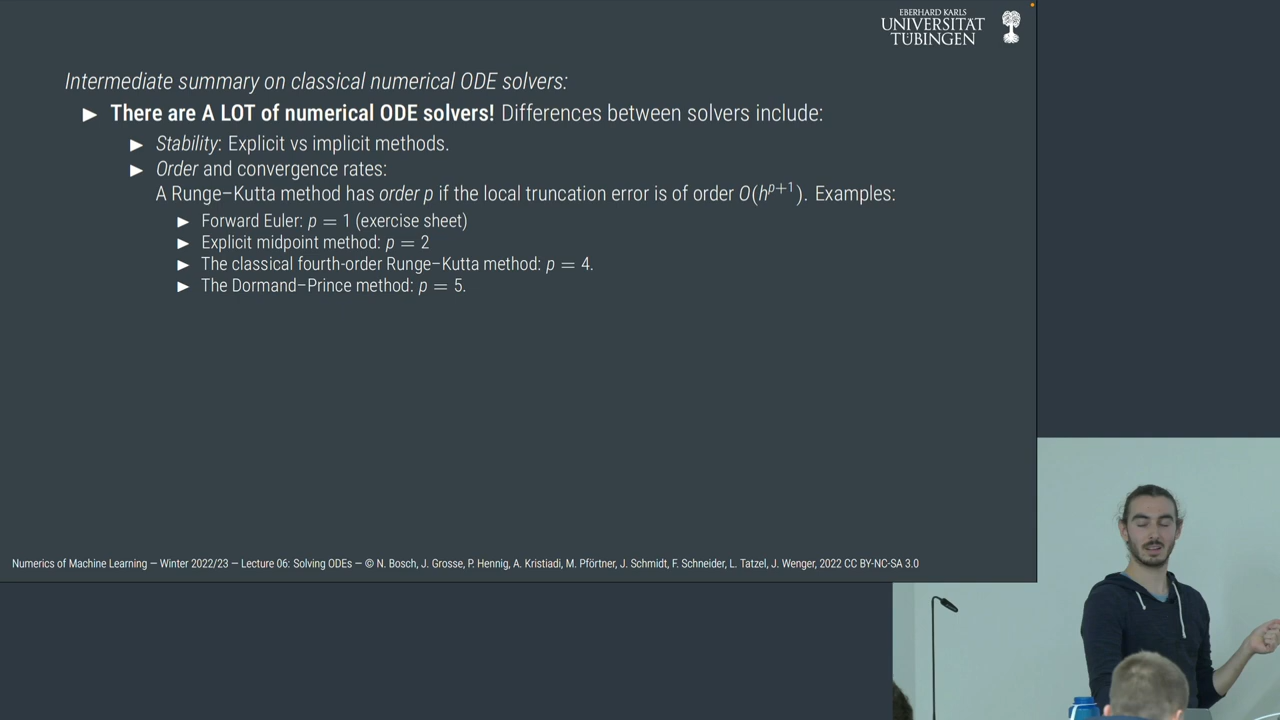 EBERHARD KARLS
UNIVERSITÄT
TÜBINGEN
Intermediate summary on classical numerical ODE solvers:
▶ There are A LOT of numerical ODE solvers! Differences between solvers include:
▶ Stability: Explicit vs implicit methods.
▶ Order and convergence rates:
A Runge–Kutta method has order p if the local truncation error is of order O(h^{p+1}). Examples:
▶ Forward Euler: p = 1 (exercise sheet)
▶ Explicit midpoint method: p = 2
▶ The classical fourth-order Runge–Kutta method: p = 4.
▶ The Dormand–Prince method: p = 5.
Numerics of Machine Learning — Winter 2022/23 — Lecture 06: Solving ODEs — © N. Bosch, J. Grosse, P. Hennig, A. Kristiadi, M. Pförtner, J. Schmidt, F. Schneider, L. Tatzel, J. Wenger, 2022 CC BY-NC-SA 3.0